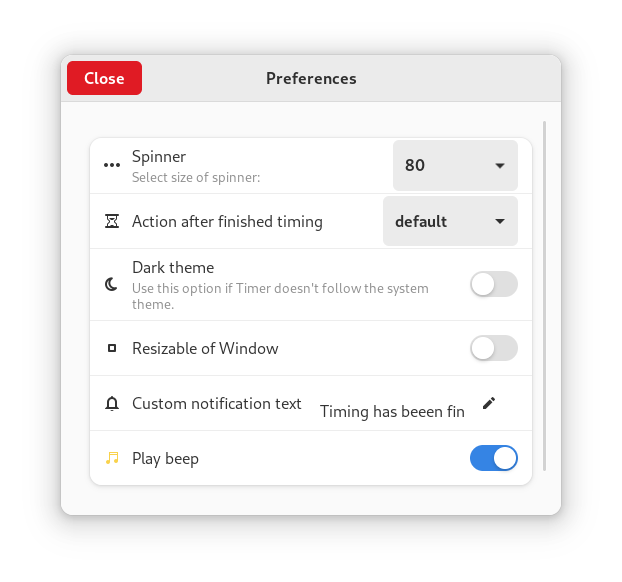 Close
Preferences
Spinner
Select size of spinner:
80
Action after finished timing
default
Dark theme
Use this option if Timer doesn't follow the system
theme.
Resizable of Window
Custom notification text
Timing has beeen fin
Play beep